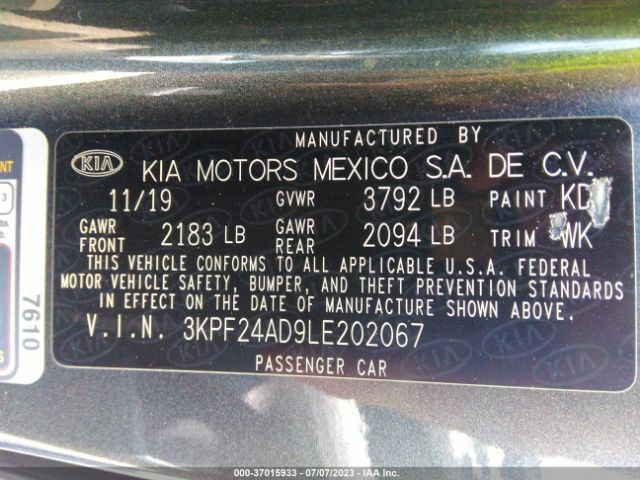 MANUFACTURED BY
KIA KIA MOTORS MEXICO S.A. DE C.V.
11/19 GVWR 3792 LB PAINT
GAWR FRONT 2183 LB GAWR REAR 2094 LB TRIM WK
THIS VEHICLE CONFORMS TO ALL APPLICABLE U.S.A. FEDERAL
MOTOR VEHICLE SAFETY, BUMPER, AND THEFT PREVENTION STANDARDS
IN EFFECT ON THE DATE OF MANUFACTURE SHOWN ABOVE.
V.I.N. 3KPF24AD9LE202067
PASSENGER CAR
7610
000-37015933 - 07/07/2023 - IAA Inc.